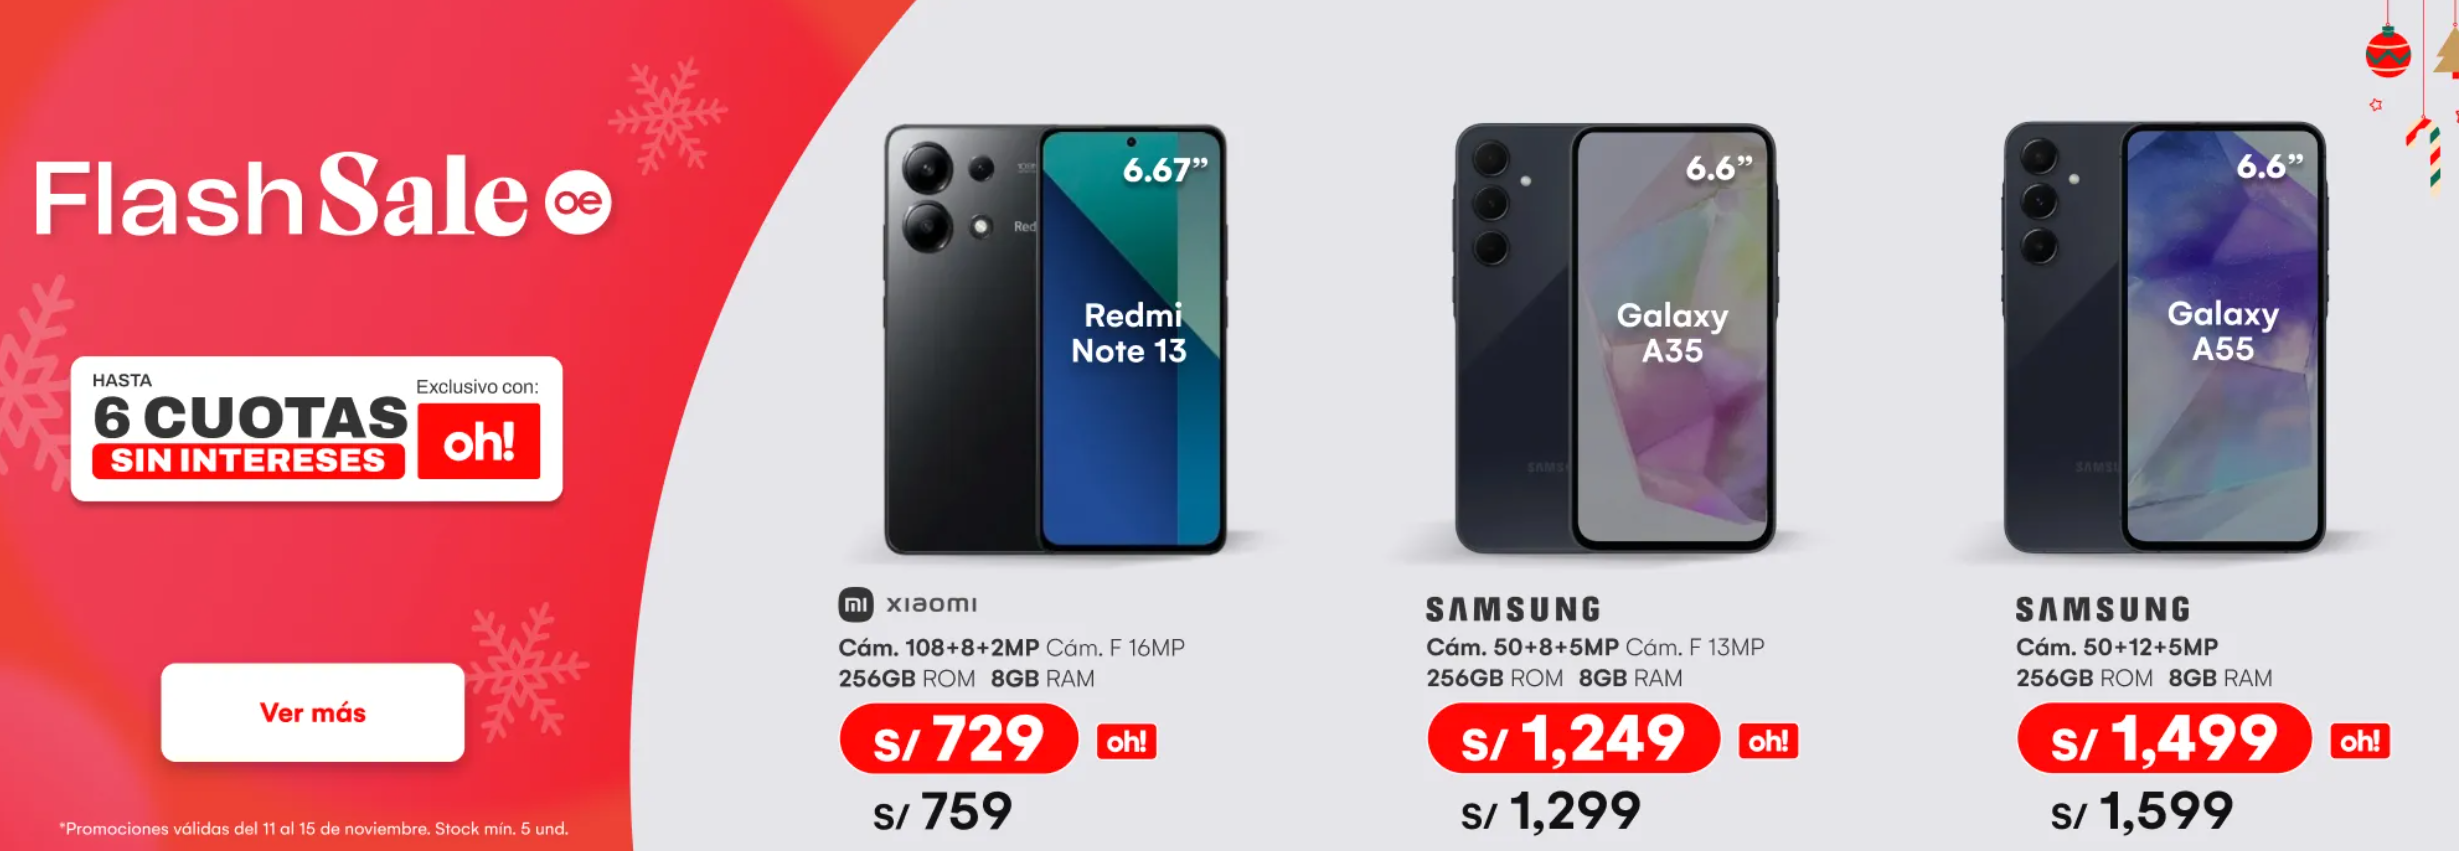 Flash Sale oe
HASTA
6 CUOTAS
SIN INTERESES
Exclusivo con:
oh!
Ver más
*Promociones válidas del 11 al 15 de noviembre. Stock mín. 5 und.
6.67”
Redmi
Note 13
xiaomi
Cám. 108+8+2MP Cám. F 16MP
256GB ROM 8GB RAM
S/ 729 oh!
S/ 759
6.6”
Galaxy
A35
SAMSUNG
Cám. 50+8+5MP Cám. F 13MP
256GB ROM 8GB RAM
S/ 1,249 oh!
S/ 1,299
6.6”
Galaxy
A55
SAMSUNG
Cám. 50+12+5MP
256GB ROM 8GB RAM
S/ 1,499 oh!
S/ 1,599